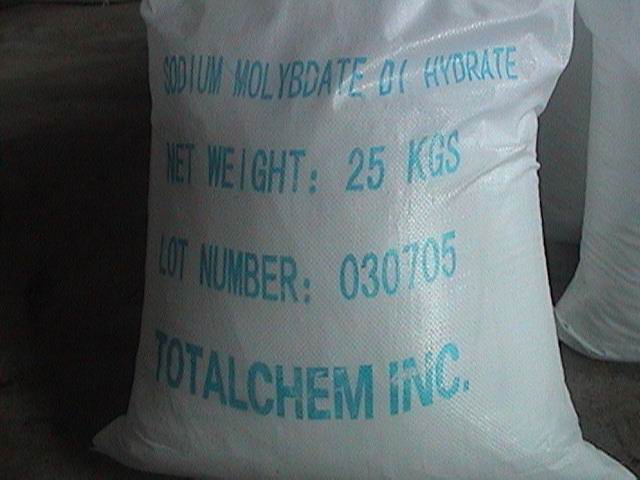 SODIUM MOLYBDATE DI HYDRATE
NET WEIGHT: 25 KGS
LOT NUMBER: 030705
TOTALCHEM INC.